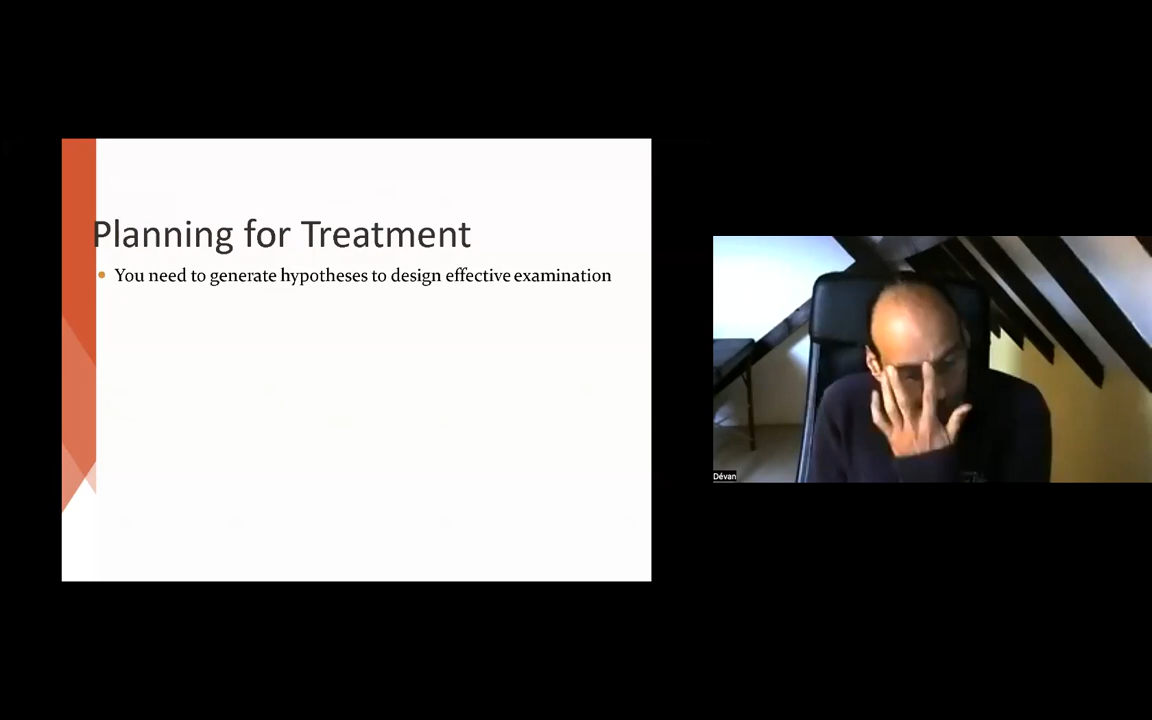 Planning for Treatment
You need to generate hypotheses to design effective examination
Dévan